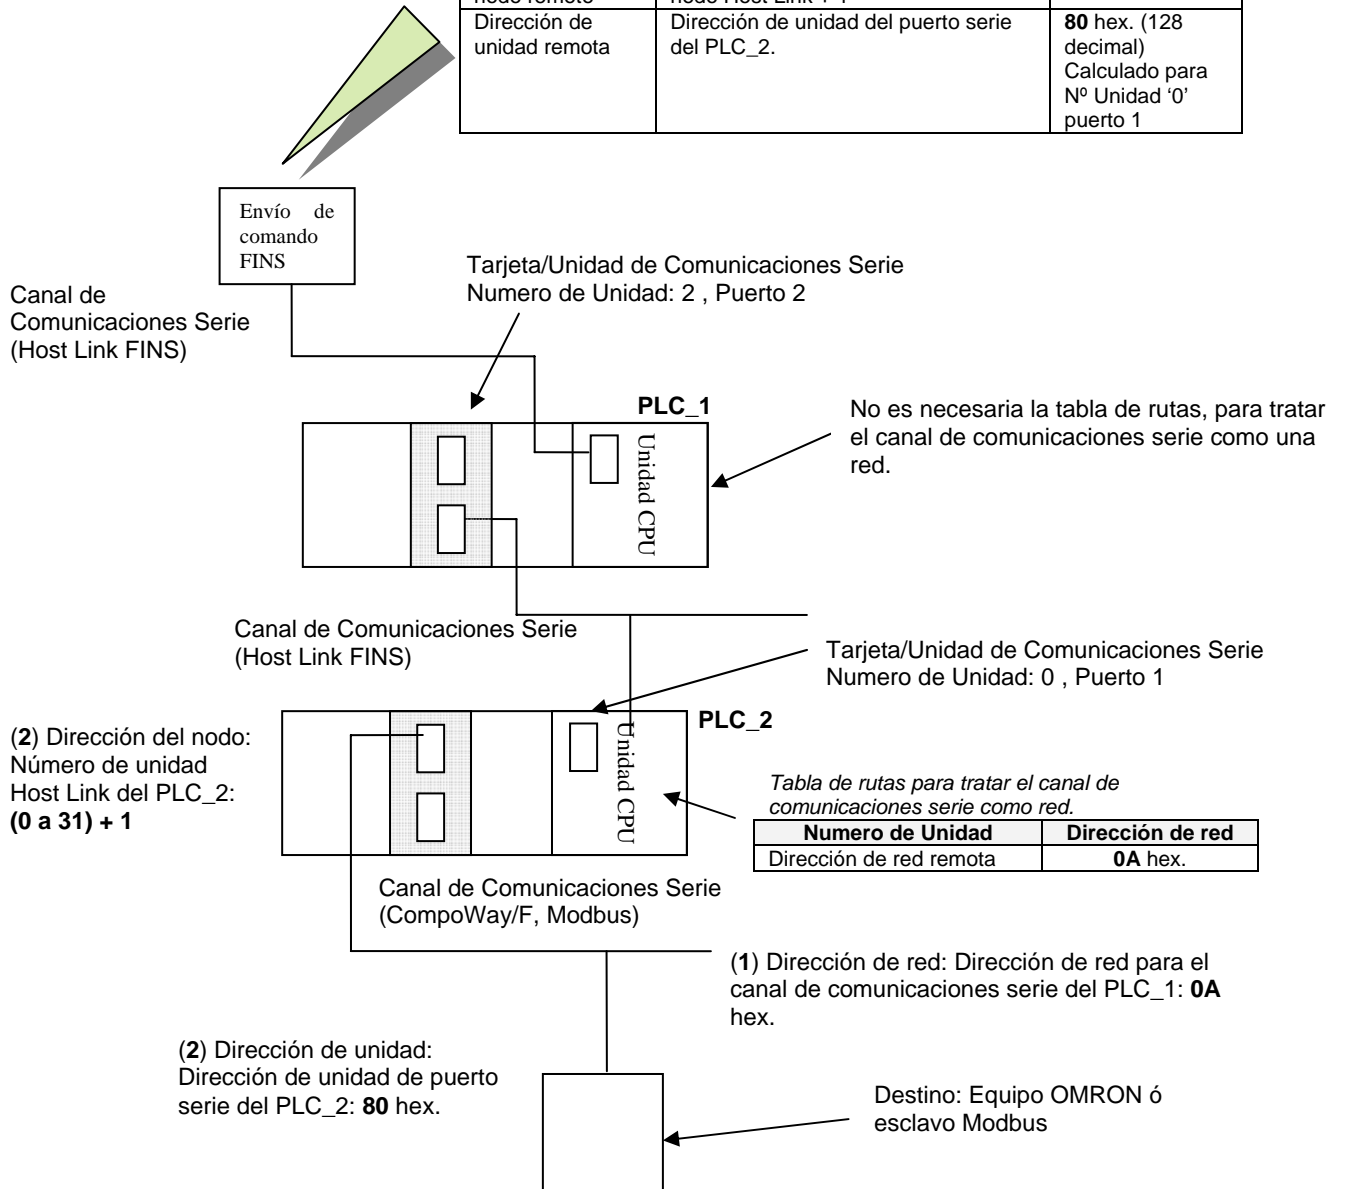 Dirección de
unidad remota
Dirección de unidad del puerto serie
del PLC_2.
80 hex. (128
decimal)
Calculado para
Nº Unidad ‘0’
puerto 1
Envío de
comando
FINS
Tarjeta/Unidad de Comunicaciones Serie
Numero de Unidad: 2 , Puerto 2
Canal de
Comunicaciones Serie
(Host Link FINS)
PLC_1
Unidad CPU
No es necesaria la tabla de rutas, para tratar
el canal de comunicaciones serie como una
red.
Canal de Comunicaciones Serie
(Host Link FINS)
Tarjeta/Unidad de Comunicaciones Serie
Numero de Unidad: 0 , Puerto 1
PLC_2
Unidad CPU
(2) Dirección del nodo:
Número de unidad
Host Link del PLC_2:
(0 a 31) + 1
Tabla de rutas para tratar el canal de
comunicaciones serie como red.
Numero de Unidad Dirección de red
Dirección de red remota 0A hex.
Canal de Comunicaciones Serie
(CompoWay/F, Modbus)
(1) Dirección de red: Dirección de red para el
canal de comunicaciones serie del PLC_1: 0A
hex.
(2) Dirección de unidad:
Dirección de unidad de puerto
serie del PLC_2: 80 hex.
Destino: Equipo OMRON ó
esclavo Modbus